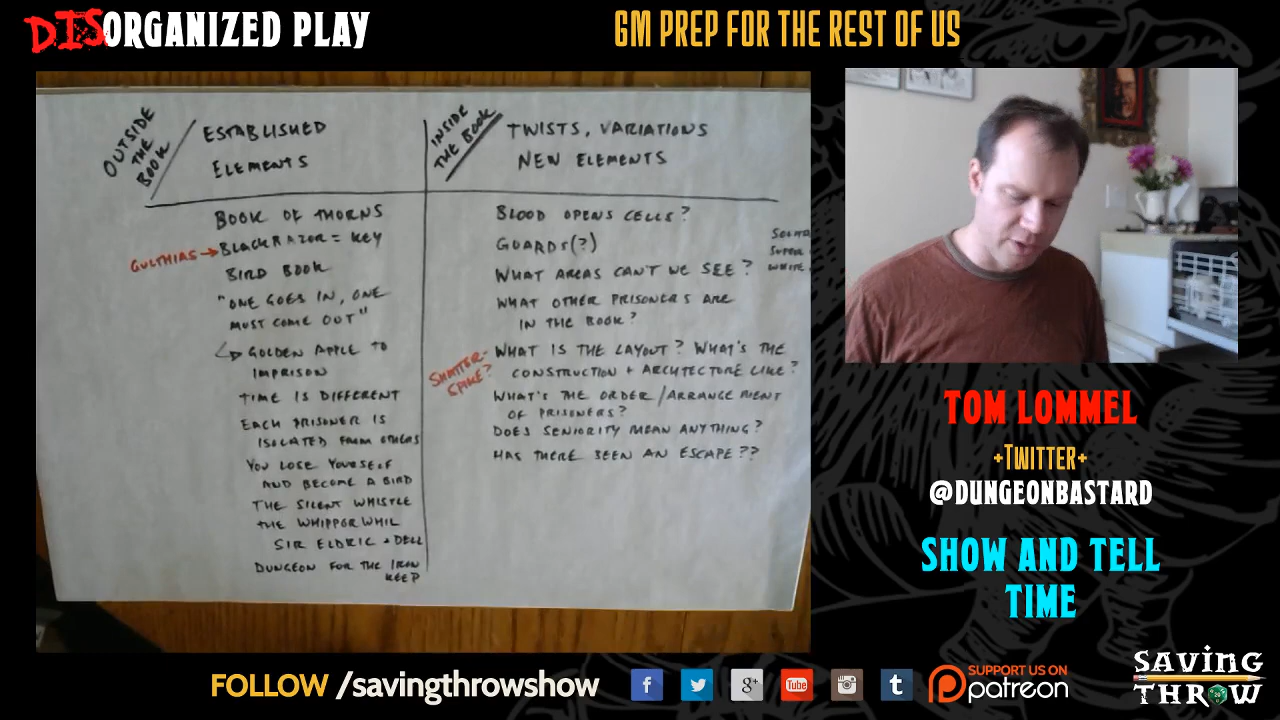 DISORGANIZED PLAY
GM PREP FOR THE REST OF US
OUTSIDE
THE
BOOK
ESTABLISHED
ELEMENTS
BOOK OF THORNS
GULTHIAS → BLACKRAZOR = KEY
BIRD BOOK
"ONE GOES IN, ONE
MUST COME OUT"
GOLDEN APPLE TO
IMPRISON
TIME IS DIFFERENT
EACH PRISONER IS
ISOLATED FROM OTHERS
YOU LOSE YOURSELF
AND BECOME A BIRD
THE SILENT WHISTLE
THE WHIPPORWHIL
SIR ELDRIC + DELL
DUNGEON FOR THE IRON
KEEP
INSIDE
THE BOOK
TWISTS, VARIATIONS
NEW ELEMENTS
BLOOD OPENS CELLS?
GUARDS(?)
WHAT AREAS CAN'T WE SEE?
WHITE
WHAT OTHER PRISONERS ARE
IN THE BOOK?
SHATTER-
SPIKE?
WHAT IS THE LAYOUT? WHAT'S THE
CONSTRUCTION + ARCHTECTURE LIKE?
WHAT'S THE ORDER/ARRANGEMENT
OF PRISONERS?
DOES SENIORITY MEAN ANYTHING?
HAS THERE BEEN AN ESCAPE??
TOM LOMMEL
+TWITTER+
@DUNGEONBASTARD
SHOW AND TELL
TIME
FOLLOW /savingthrowshow
f
g+
You Tube
t
SUPPORT US ON
patreon
SAVING
THROW